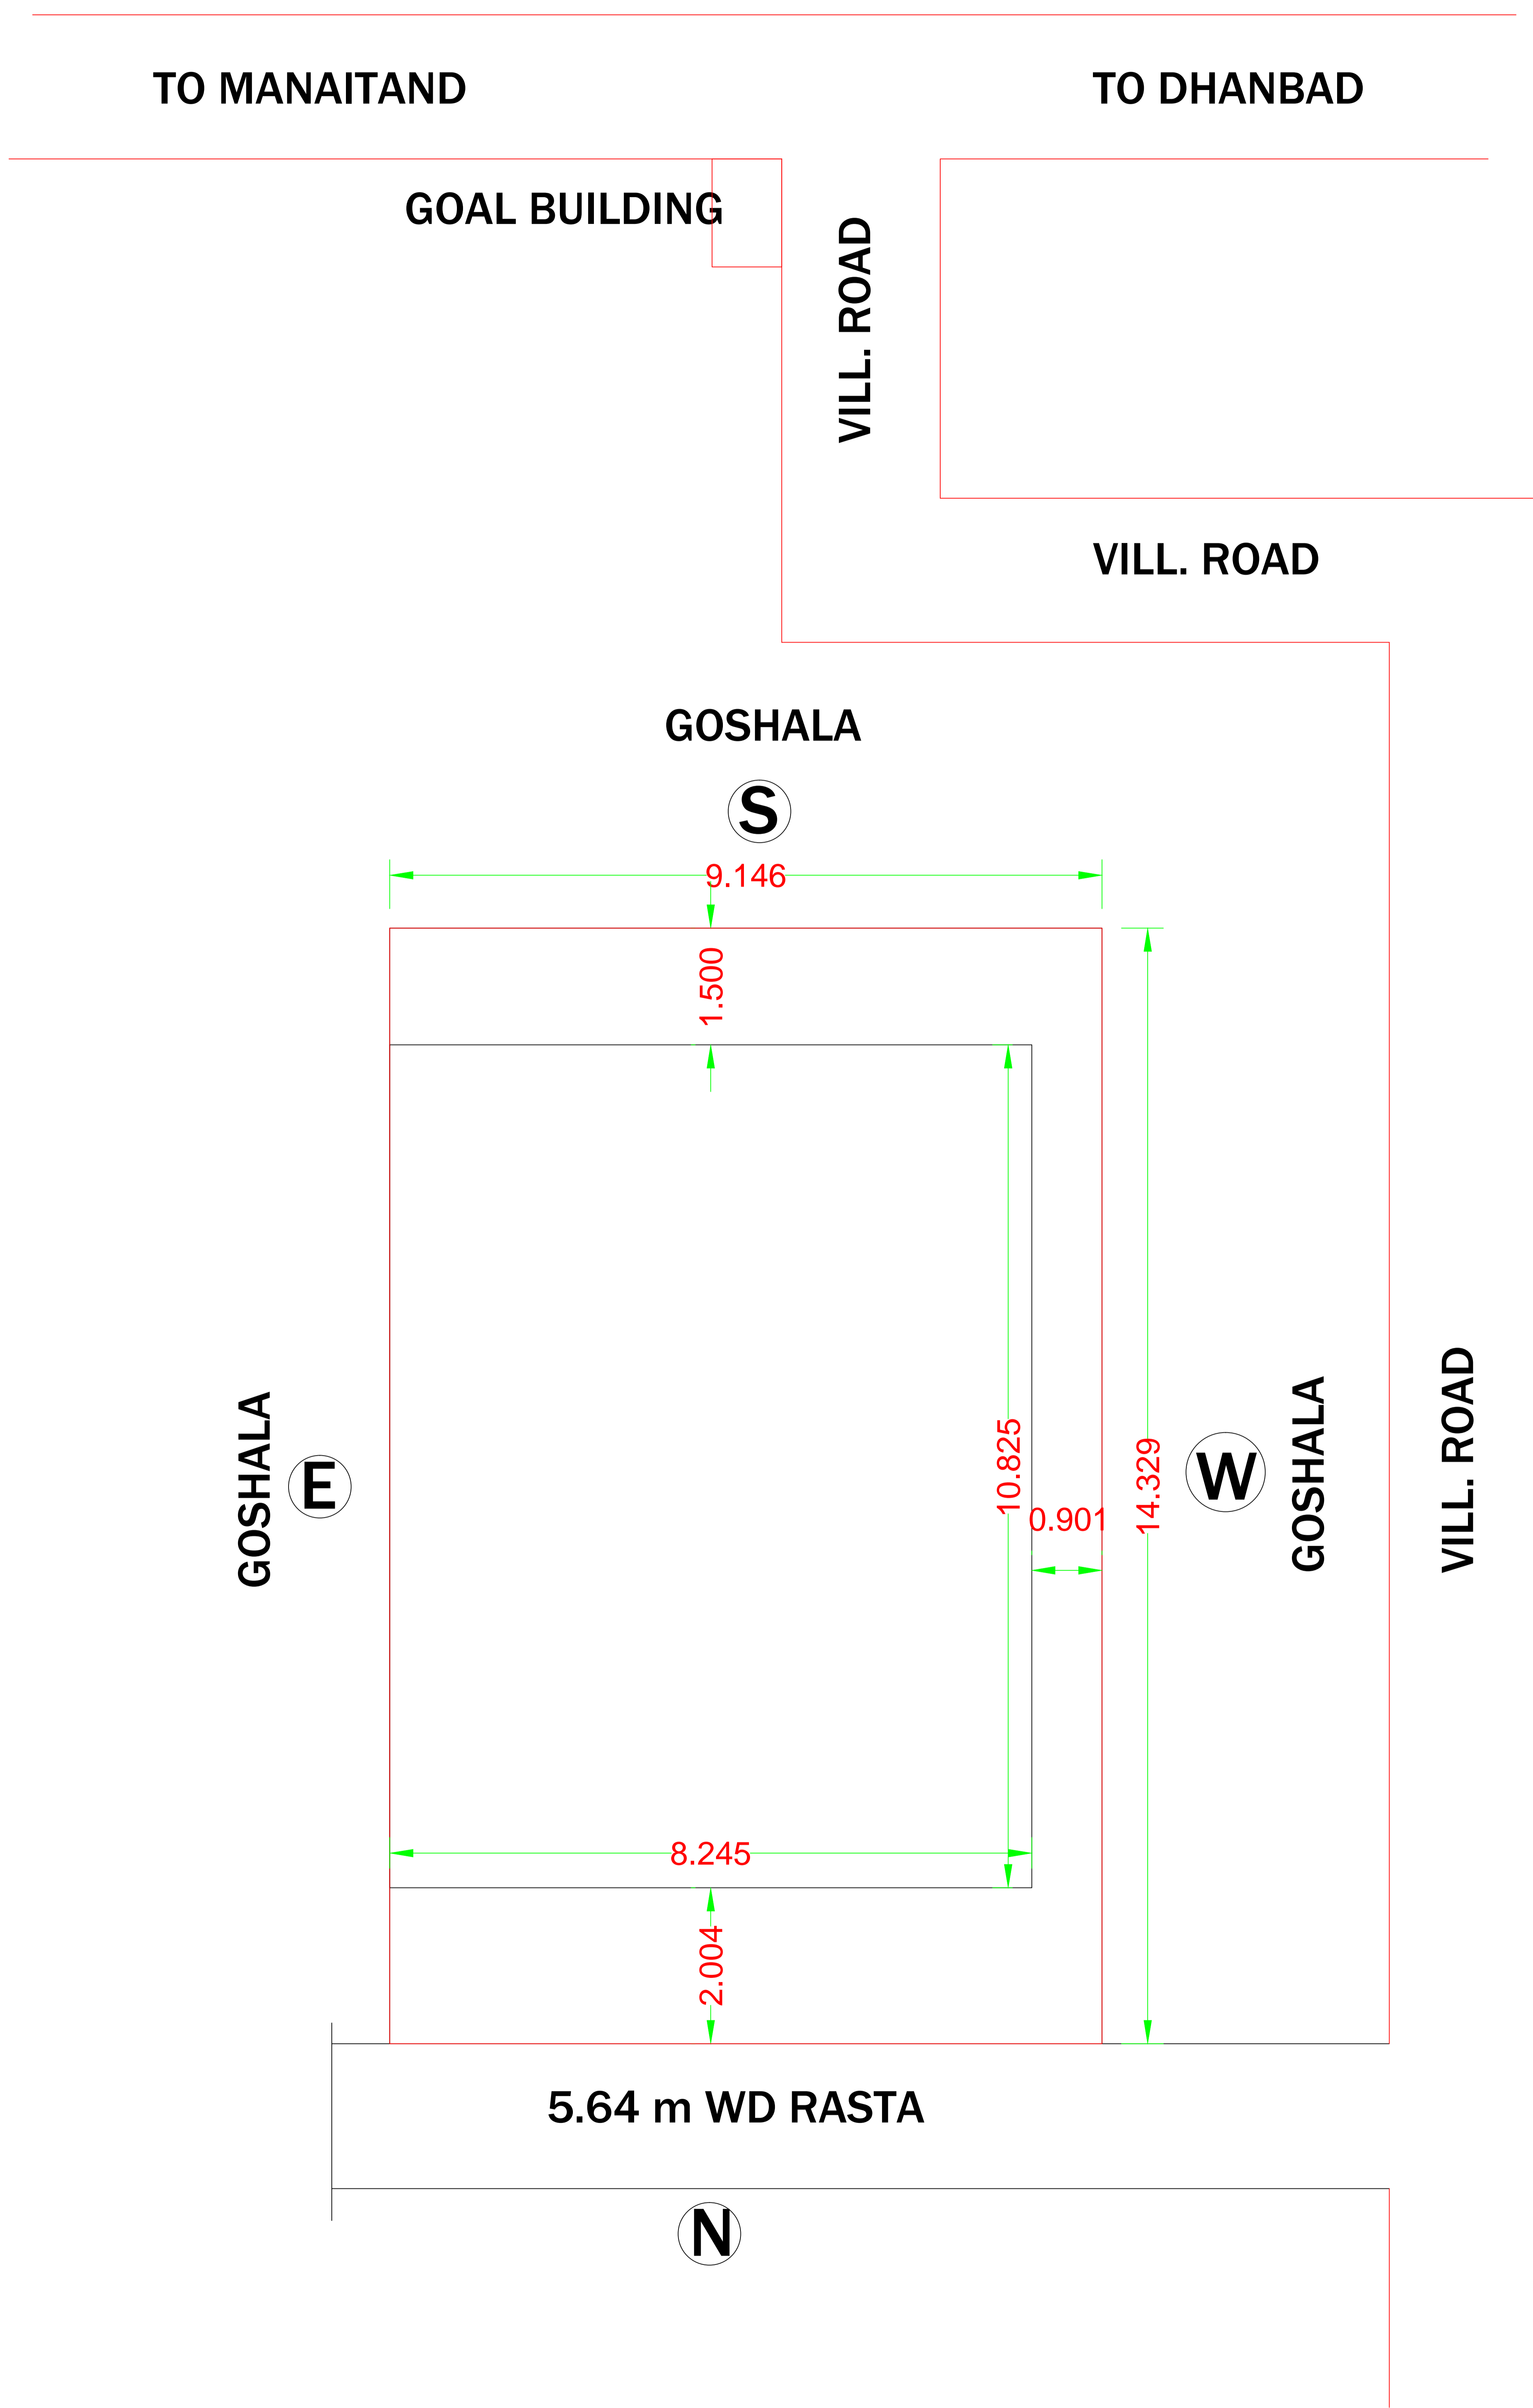 TO MANAITAND
TO DHANBAD
GOAL BUILDING
VILL. ROAD
VILL. ROAD
GOSHALA
S
9.146
1.500
GOSHALA
E
10.825
0.901
14.329
W
GOSHALA
VILL. ROAD
8.245
2.004
5.64 m WD RASTA
N